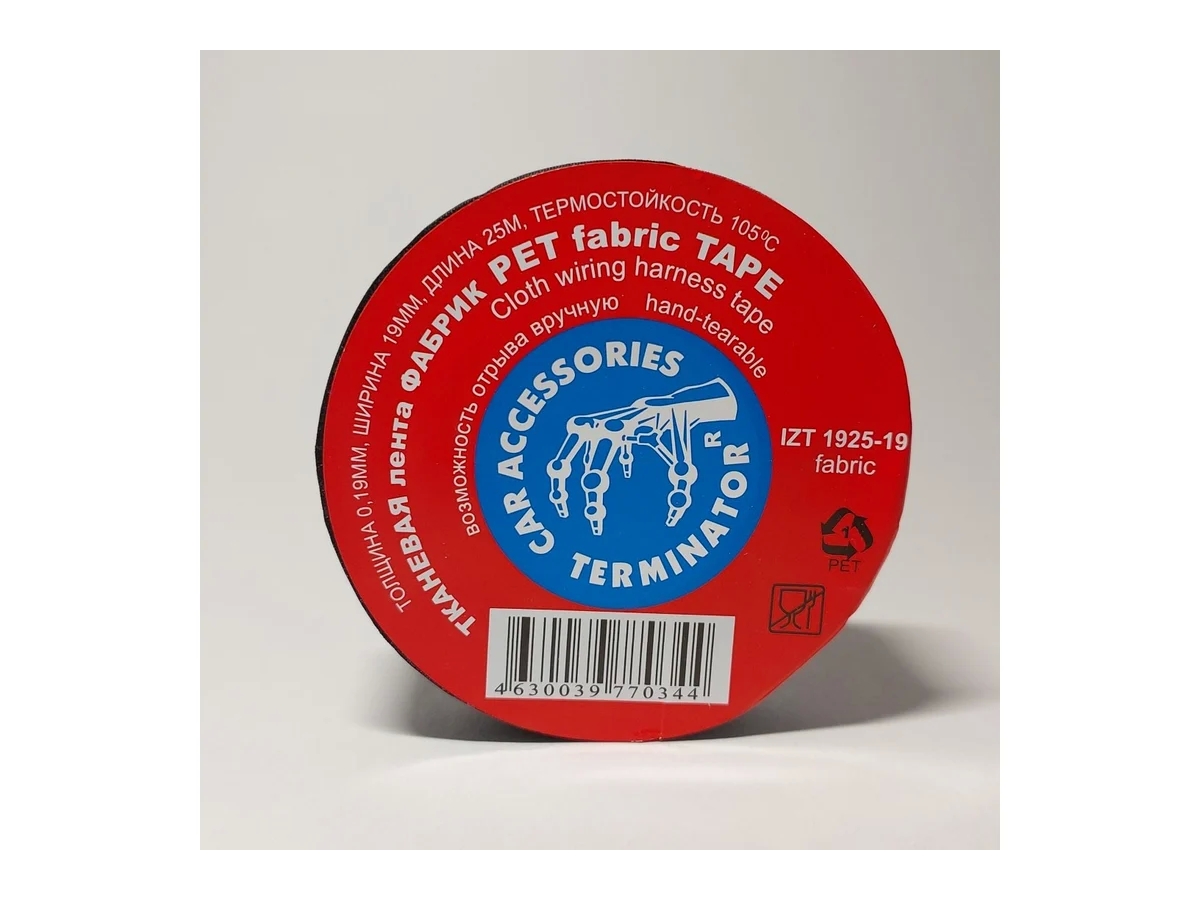 ТОЛЩИНА 0,19ММ, ШИРИНА 19ММ, ДЛИНА 25М, ТЕРМОСТОЙКОСТЬ 105⁰C
ТКАНЕВАЯ лента ФАБРИК PET fabric TAPE
Cloth wiring harness tape
возможность отрыва вручную hand-tearable
CAR ACCESSORIES
TERMINATOR R
IZT 1925-19
fabric
1
PET
4630039770344